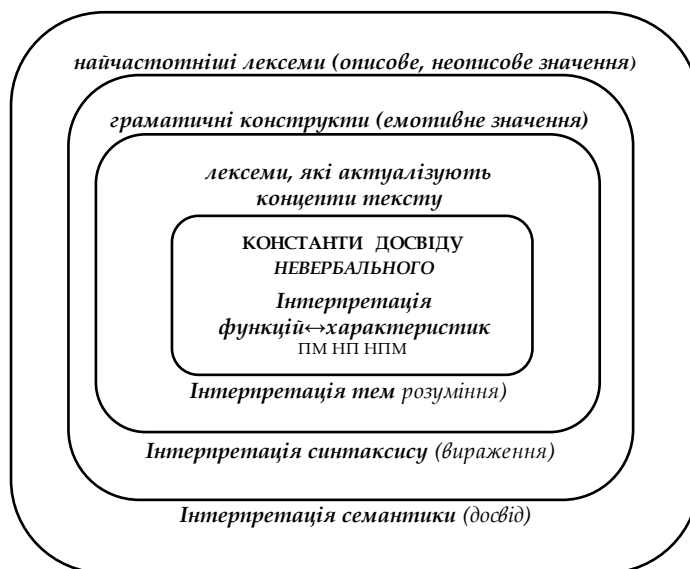 найчастотніші лексеми (описове, неописове значення)
граматичні конструкти (емотивне значення)
лексеми, які актуалізують
концепти тексту
КОНСТАНТИ ДОСВІДУ
НЕВЕРБАЛЬНОГО
Інтерпретація
функцій↔характеристик
ПМ НП НПМ
Інтерпретація тем розуміння)
Інтерпретація синтаксису (вираження)
Інтерпретація семантики (досвід)